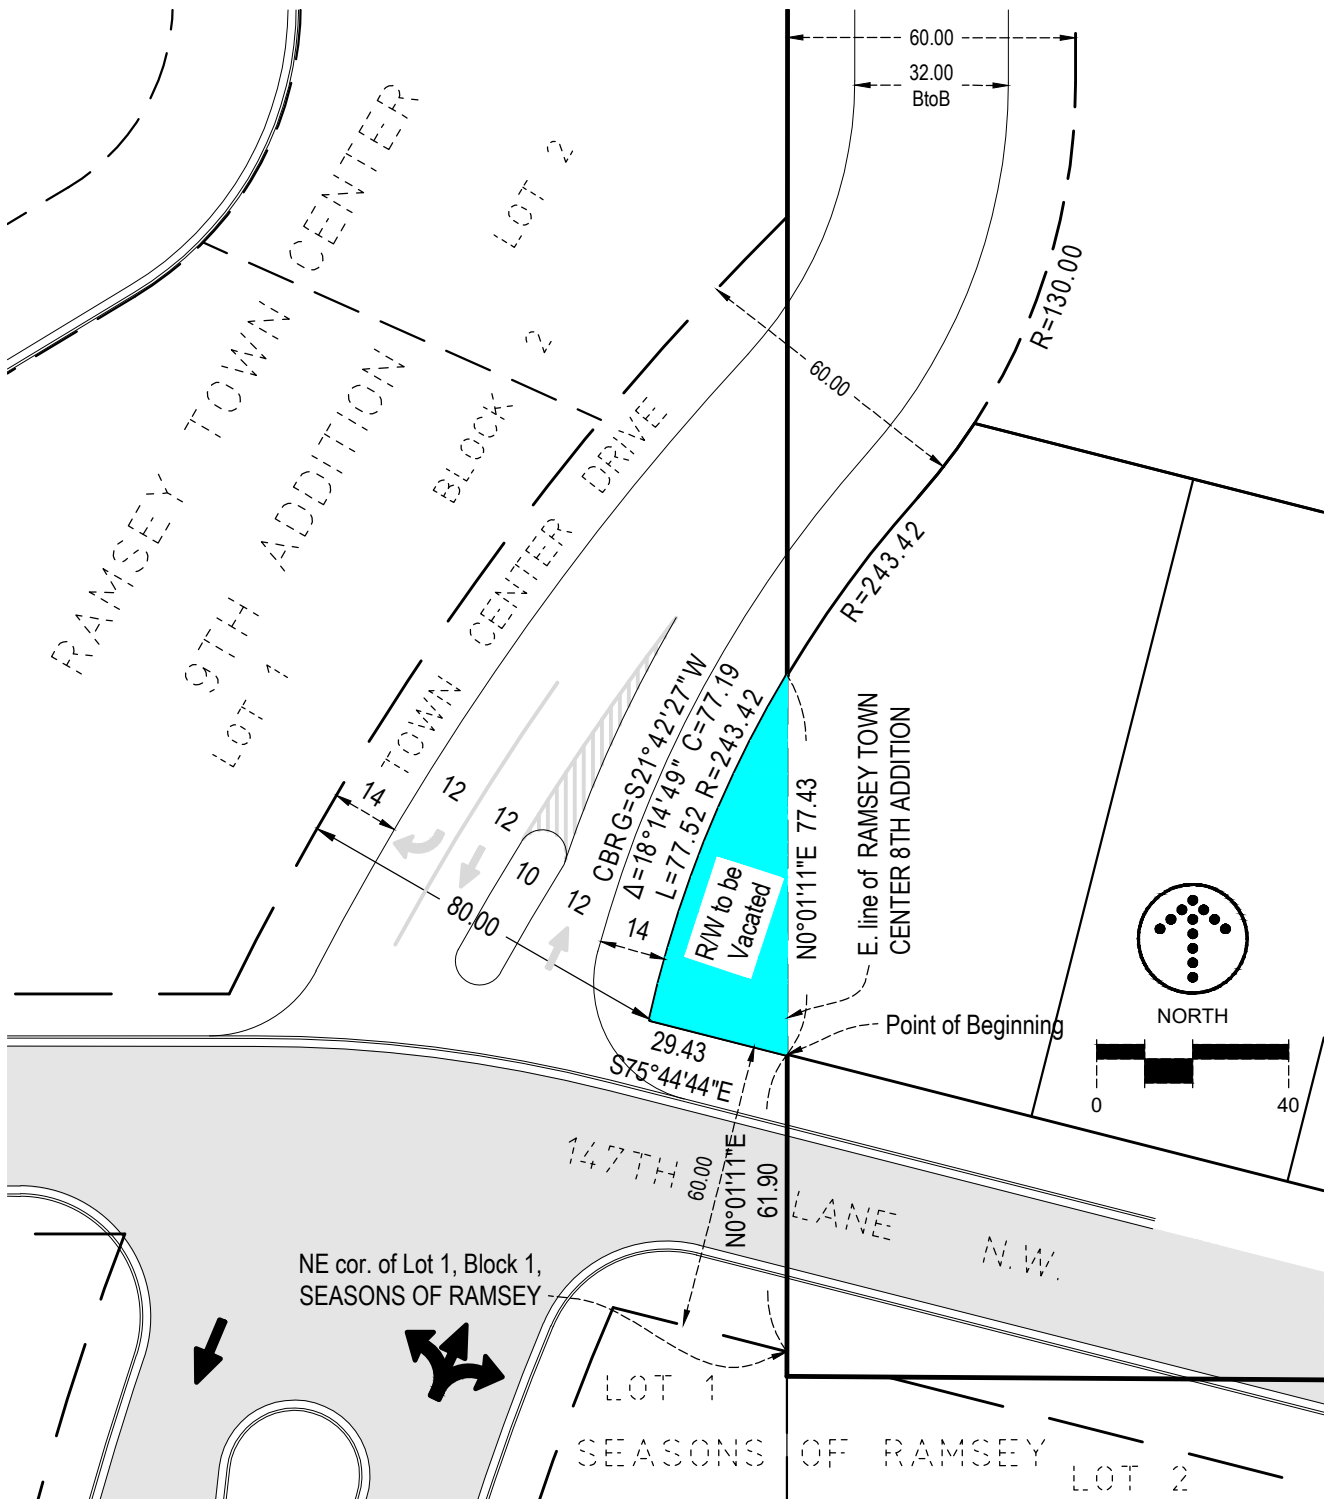 60.00
32.00
BtoB
RAMSEY TOWN CENTER
9TH ADDITION
LOT 2
BLOCK 2
LOT 1
TOWN CENTER DRIVE
R=130.00
60.00
R=243.42
CBRG=S21°42'27"W
Δ=18°14'49" C=77.19
L=77.52 R=243.42
14
12
12
10
12
14
80.00
R/W to be
Vacated
N0°01'11"E 77.43
E. line of RAMSEY TOWN
CENTER 8TH ADDITION
Point of Beginning
NORTH
0 40
29.43
S75°44'44"E
147TH LANE N.W.
60.00
N0°01'11"E
61.90
NE cor. of Lot 1, Block 1,
SEASONS OF RAMSEY
LOT 1
SEASONS OF RAMSEY
LOT 2